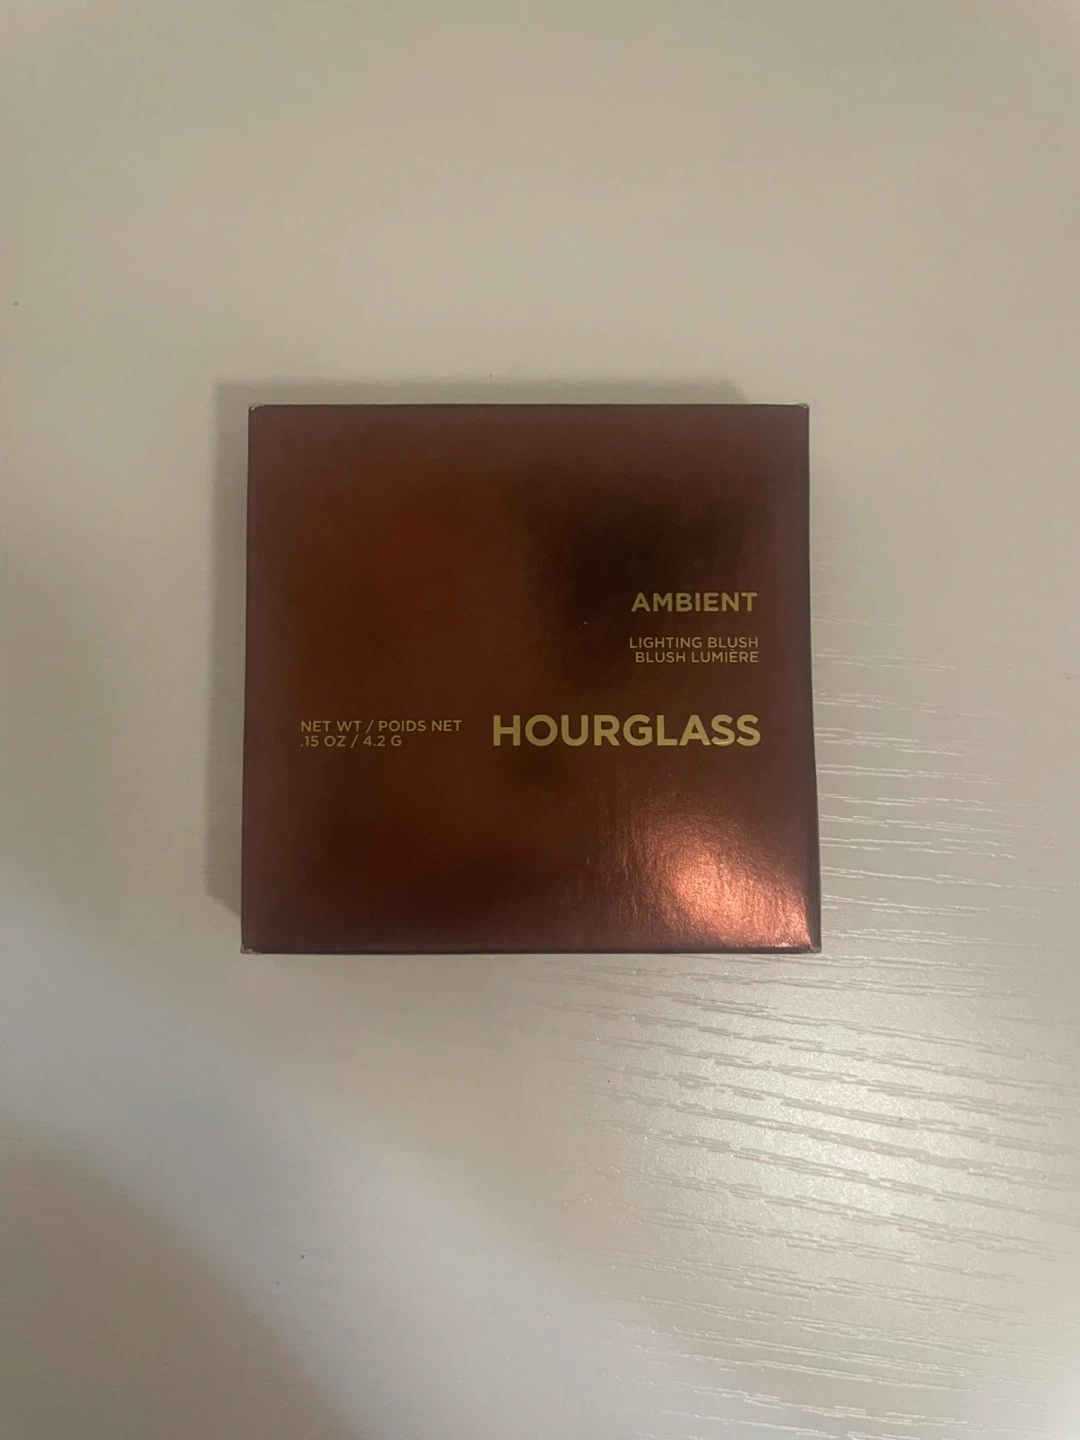 AMBIENT
LIGHTING BLUSH
BLUSH LUMIÈRE
NET WT / POIDS NET
.15 OZ / 4.2 G
HOURGLASS